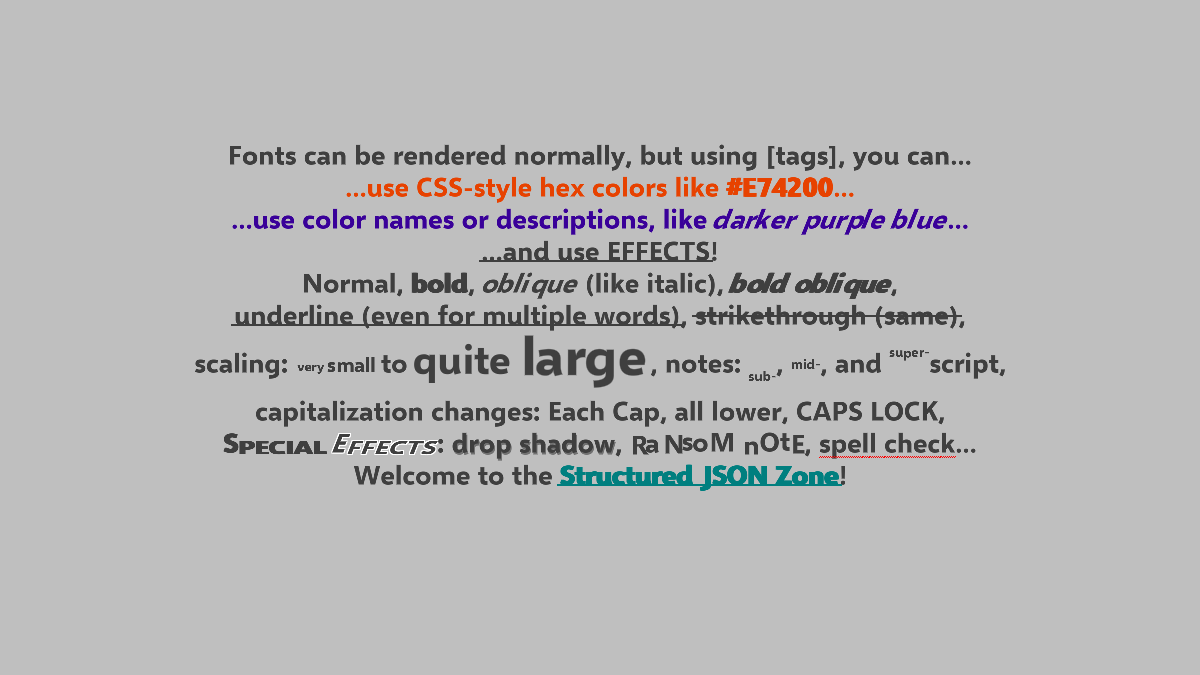 Fonts can be rendered normally, but using [tags], you can...
...use CSS-style hex colors like #E74200...
...use color names or descriptions, like darker purple blue...
...and use EFFECTS!
Normal, bold, oblique (like italic), bold oblique,
underline (even for multiple words), strikethrough (same),
scaling: very small to quite large, notes: sub-, mid-, and super-script,
capitalization changes: Each Cap, all lower, CAPS LOCK,
SPECIAL EFFECTS: drop shadow, Ra NsoM nOtE, spell check...
Welcome to the Structured JSON Zone!